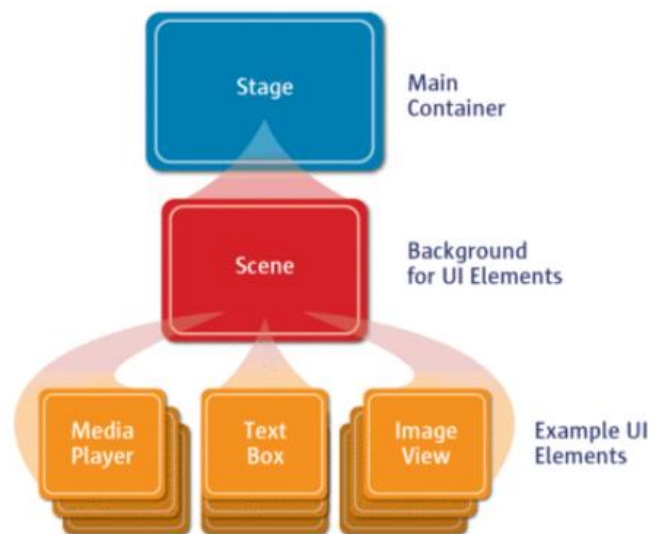 Stage
Main
Container
Scene
Background
for UI Elements
Media
Player
Text
Box
Image
View
Example UI
Elements